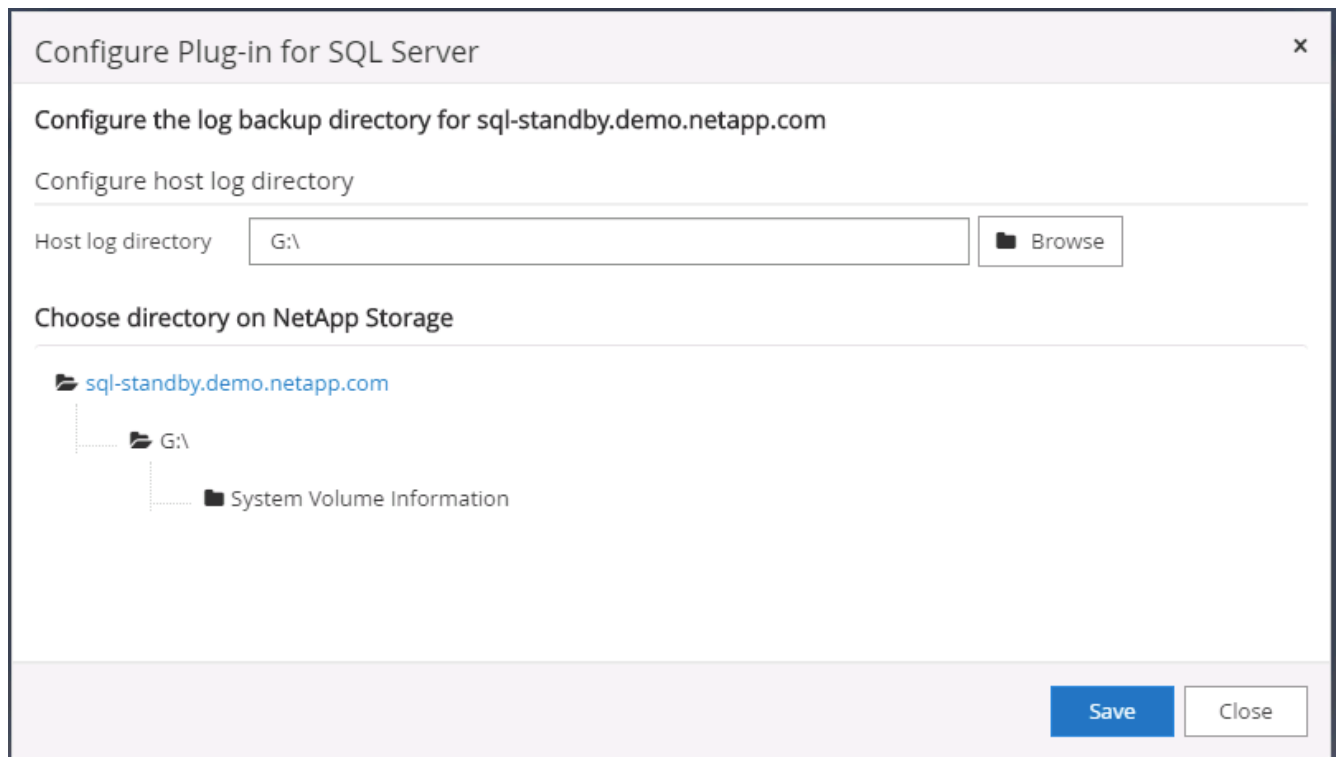 Configure Plug-in for SQL Server ×
Configure the log backup directory for sql-standby.demo.netapp.com
Configure host log directory
Host log directory G:\ Browse
Choose directory on NetApp Storage
sql-standby.demo.netapp.com
G:\
System Volume Information
Save Close